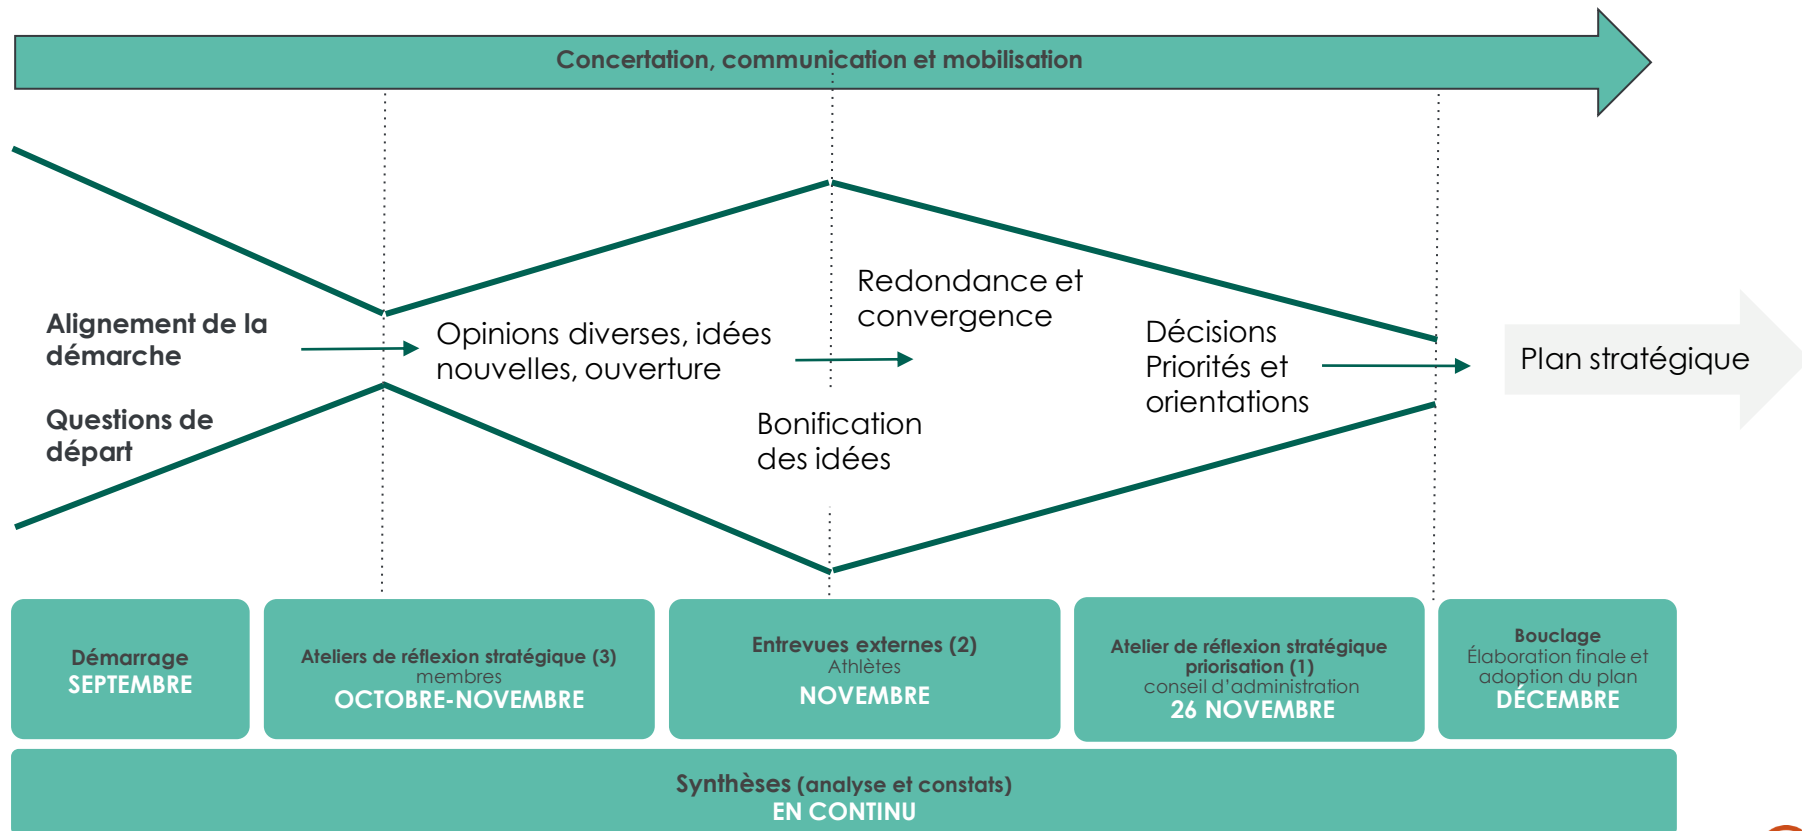 Concertation, communication et mobilisation
Alignement de la
démarche
Questions de
départ
Opinions diverses, idées
nouvelles, ouverture
Redondance et
convergence
Bonification
des idées
Décisions
Priorités et
orientations
Plan stratégique
Démarrage
SEPTEMBRE
Ateliers de réflexion stratégique (3)
membres
OCTOBRE-NOVEMBRE
Entrevues externes (2)
Athlètes
NOVEMBRE
Atelier de réflexion stratégique
priorisation (1)
conseil d'administration
26 NOVEMBRE
Bouclage
Élaboration finale et
adoption du plan
DÉCEMBRE
Synthèses (analyse et constats)
EN CONTINU